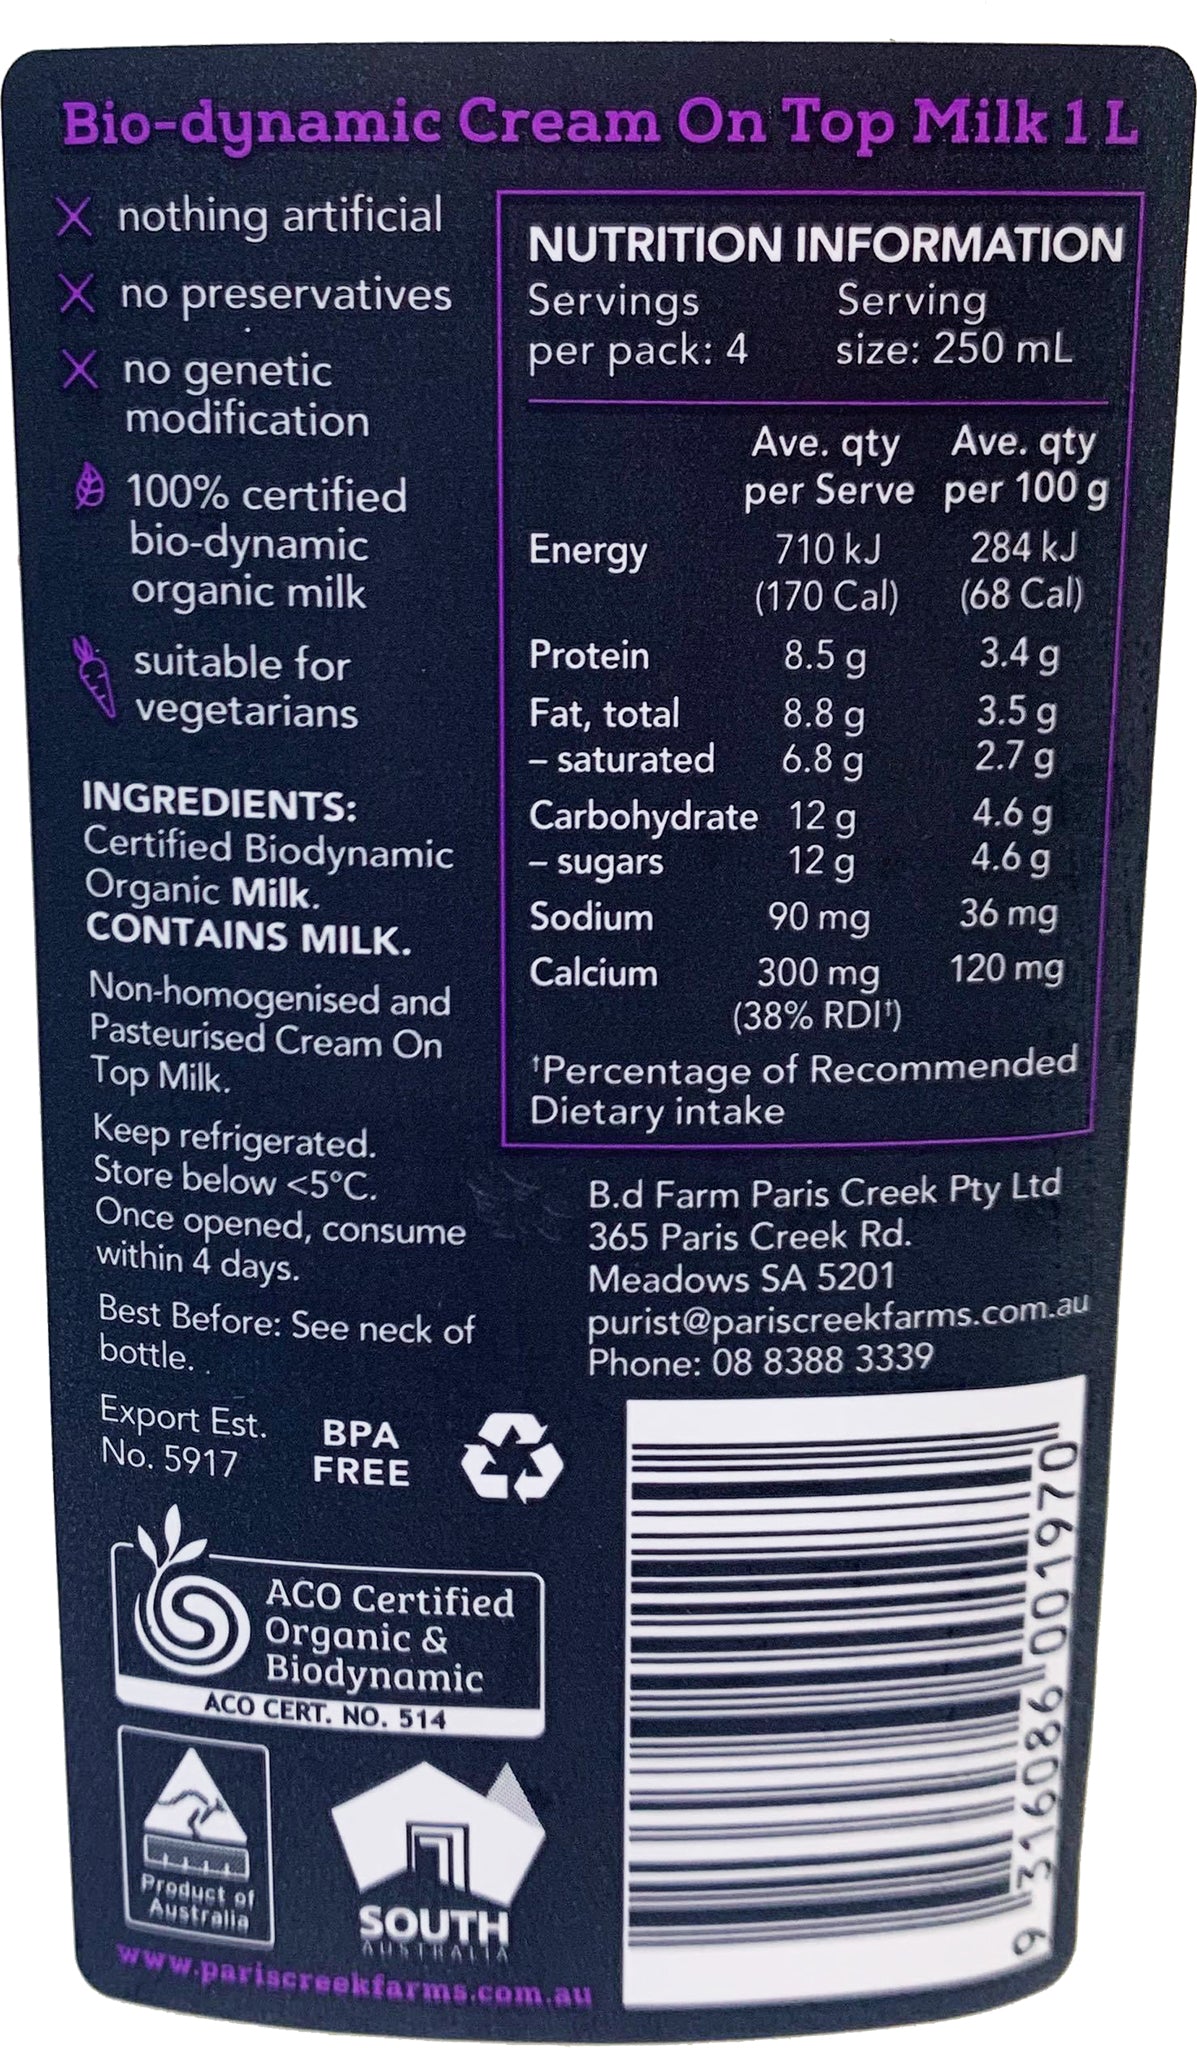 Bio-dynamic Cream On Top Milk 1 L
nothing artificial
no preservatives
no genetic
modification
100% certified
bio-dynamic
organic milk
suitable for
vegetarians
INGREDIENTS:
Certified Biodynamic
Organic Milk.
CONTAINS MILK.
Non-homogenised and
Pasteurised Cream On
Top Milk.
Keep refrigerated.
Store below <5°C.
Once opened, consume
within 4 days.
Best Before: See neck of
bottle.
Export Est.
No. 5917
BPA
FREE
ACO Certified
Organic &
Biodynamic
ACO CERT. NO. 514
Product of
Australia
SOUTH
AUSTRALIA
www.pariscreekfarms.com.au
NUTRITION INFORMATION
Servings Serving
per pack: 4 size: 250 mL
Ave. qty Ave. qty
per Serve per 100 g
Energy 710 kJ 284 kJ
(170 Cal) (68 Cal)
Protein 8.5 g 3.4 g
Fat, total 8.8 g 3.5 g
– saturated 6.8 g 2.7 g
Carbohydrate 12 g 4.6 g
– sugars 12 g 4.6 g
Sodium 90 mg 36 mg
Calcium 300 mg 120 mg
(38% RDI†)
†Percentage of Recommended
Dietary intake
B.d Farm Paris Creek Pty Ltd
365 Paris Creek Rd.
Meadows SA 5201
purist@pariscreekfarms.com.au
Phone: 08 8388 3339
9 316086 001970